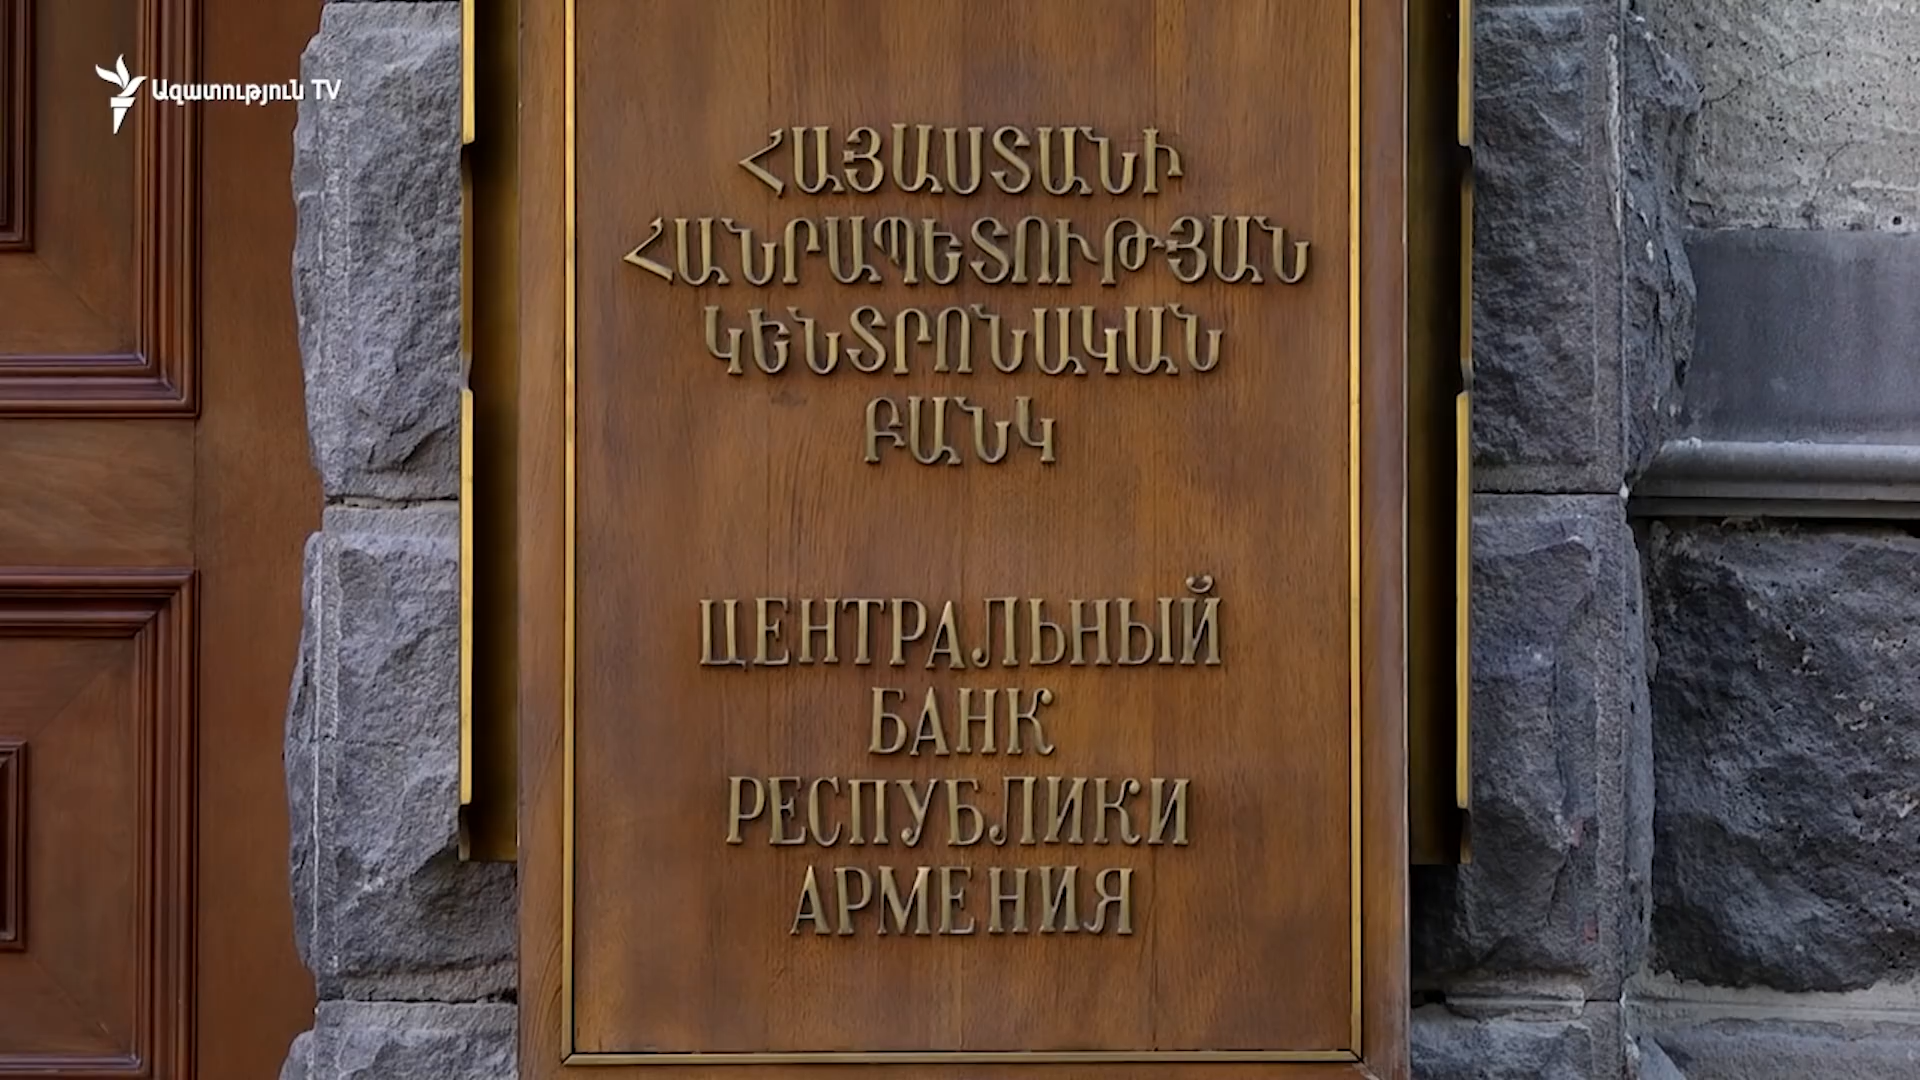 Ազատություն TV
ՀԱՅԱՍՏԱՆԻ
ՀԱՆՐԱՊԵՏՈՒԹՅԱՆ
ԿԵՆՏՐՈՆԱԿԱՆ
ԲԱՆԿ
ЦЕНТРАЛЬНЫЙ
БАНК
РЕСПУБЛИКИ
АРМЕНИЯ